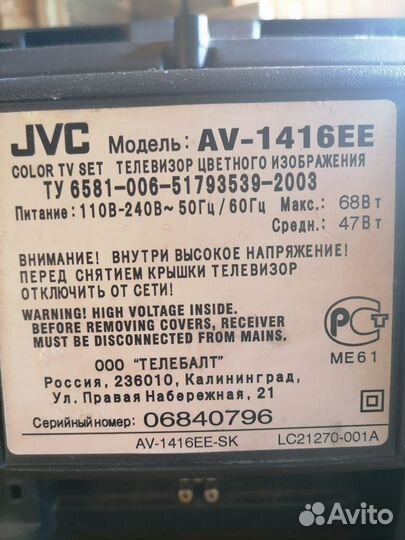 JVC Модель: AV-1416EE
COLOR TV SET ТЕЛЕВИЗОР ЦВЕТНОГО ИЗОБРАЖЕНИЯ
ТУ 6581-006-51793539-2003
Питание: 110В-240В~ 50Гц / 60Гц Макс.: 68Вт
Средн.: 47Вт
ВНИМАНИЕ! ВНУТРИ ВЫСОКОЕ НАПРЯЖЕНИЕ!
ПЕРЕД СНЯТИЕМ КРЫШКИ ТЕЛЕВИЗОР
ОТКЛЮЧИТЬ ОТ СЕТИ!
WARNING! HIGH VOLTAGE INSIDE.
BEFORE REMOVING COVERS, RECEIVER
MUST BE DISCONNECTED FROM MAINS.
РСТ
ME61
ООО "ТЕЛЕБАЛТ"
Россия, 236010, Калининград,
Ул. Правая Набережная, 21
Серийный номер: 06840796
AV-1416EE-SK LC21270-001A
Avito